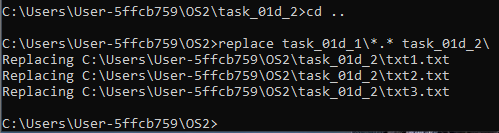 C:\Users\User-5ffcb759\OS2\task_01d_2>cd ..
C:\Users\User-5ffcb759\OS2>replace task_01d_1\*.* task_01d_2\
Replacing C:\Users\User-5ffcb759\OS2\task_01d_2\txt1.txt
Replacing C:\Users\User-5ffcb759\OS2\task_01d_2\txt2.txt
Replacing C:\Users\User-5ffcb759\OS2\task_01d_2\txt3.txt
C:\Users\User-5ffcb759\OS2>